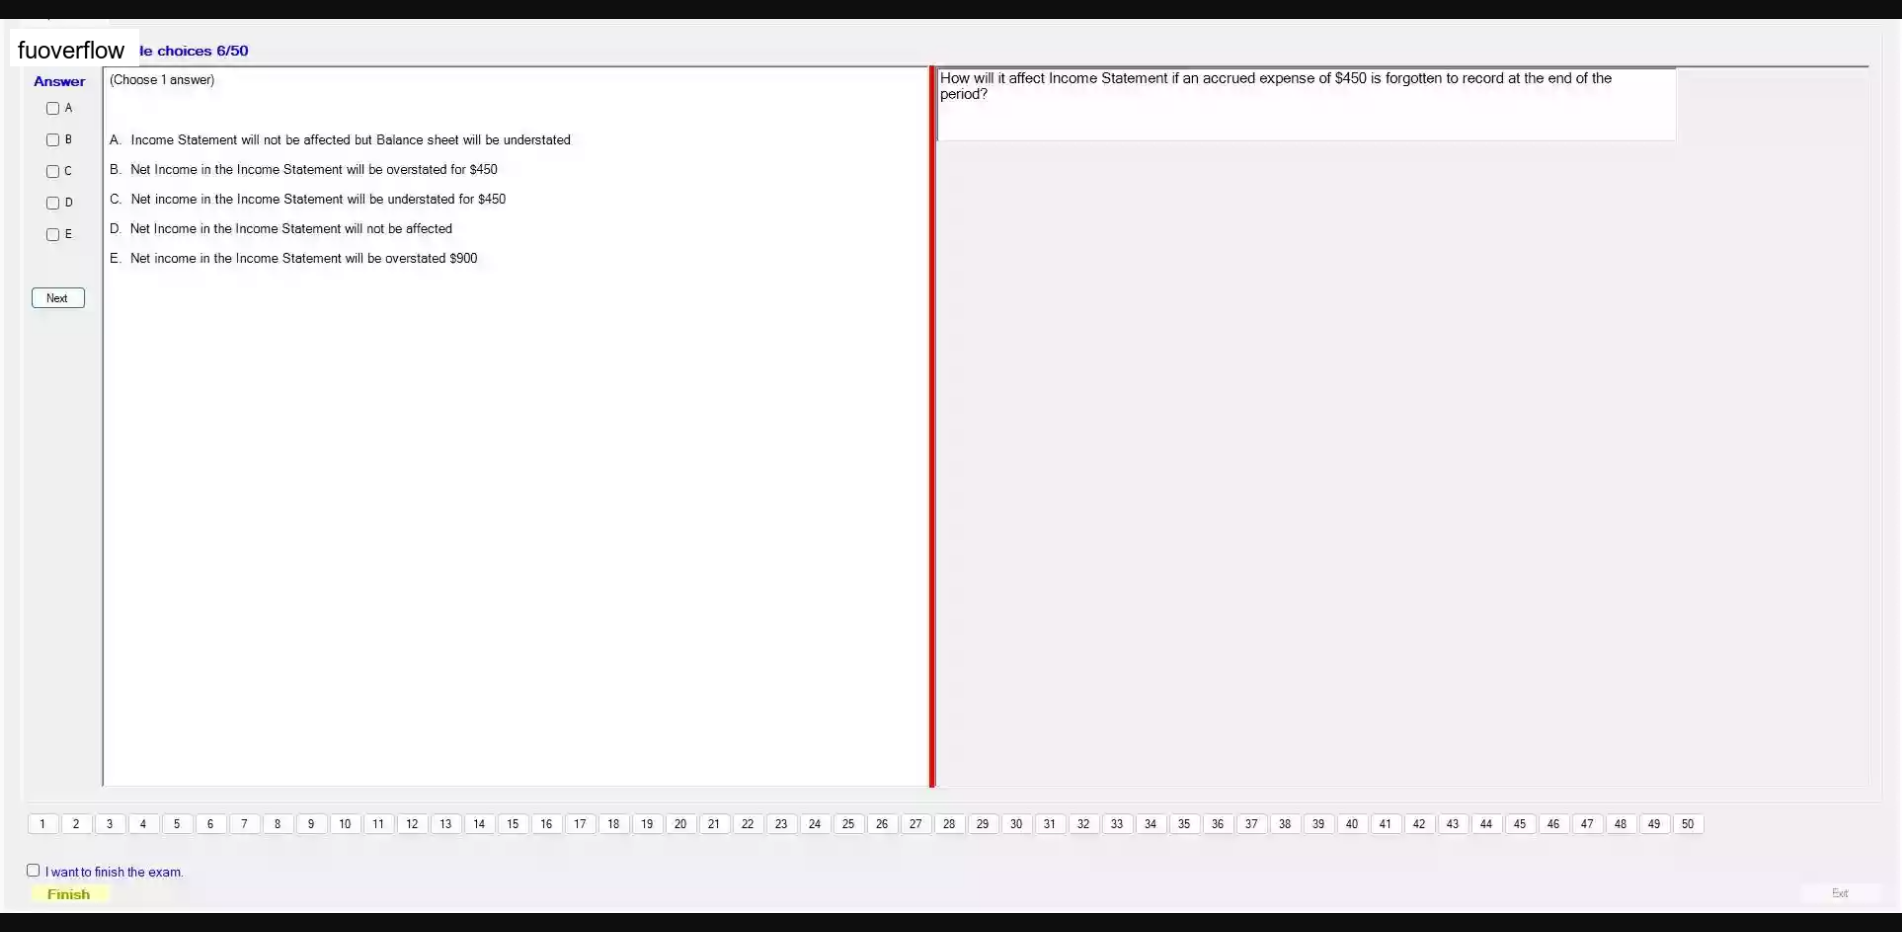 fuoverflow le choices 6/50
Answer
A
B
C
D
E
Next
(Choose 1 answer)
A. Income Statement will not be affected but Balance sheet will be understated
B. Net Income in the Income Statement will be overstated for $450
C. Net income in the Income Statement will be understated for $450
D. Net Income in the Income Statement will not be affected
E. Net income in the Income Statement will be overstated $900
How will it affect Income Statement if an accrued expense of $450 is forgotten to record at the end of the
period?
1 2 3 4 5 6 7 8 9 10 11 12 13 14 15 16 17 18 19 20 21 22 23 24 25 26 27 28 29 30 31 32 33 34 35 36 37 38 39 40 41 42 43 44 45 46 47 48 49 50
I want to finish the exam.
Finish
Exit